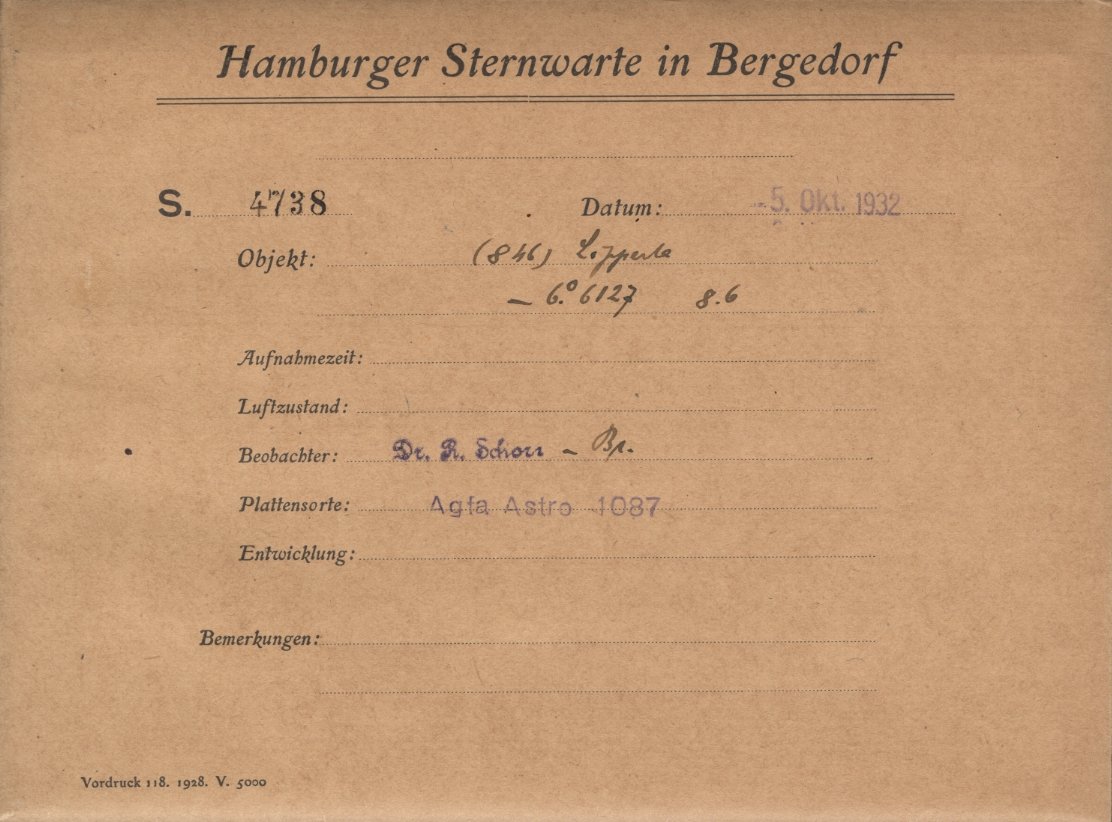 Hamburger Sternwarte in Bergedorf
S. 4738 Datum: -5. Okt. 1932
Objekt: (846) Lipperta
- 6.° 6127 8.6
Aufnahmezeit:
Luftzustand:
Beobachter: Dr. R. Schorr - Br.
Plattensorte: Agfa Astro 1087
Entwicklung:
Bemerkungen:
Vordruck 118. 1928. V. 5000